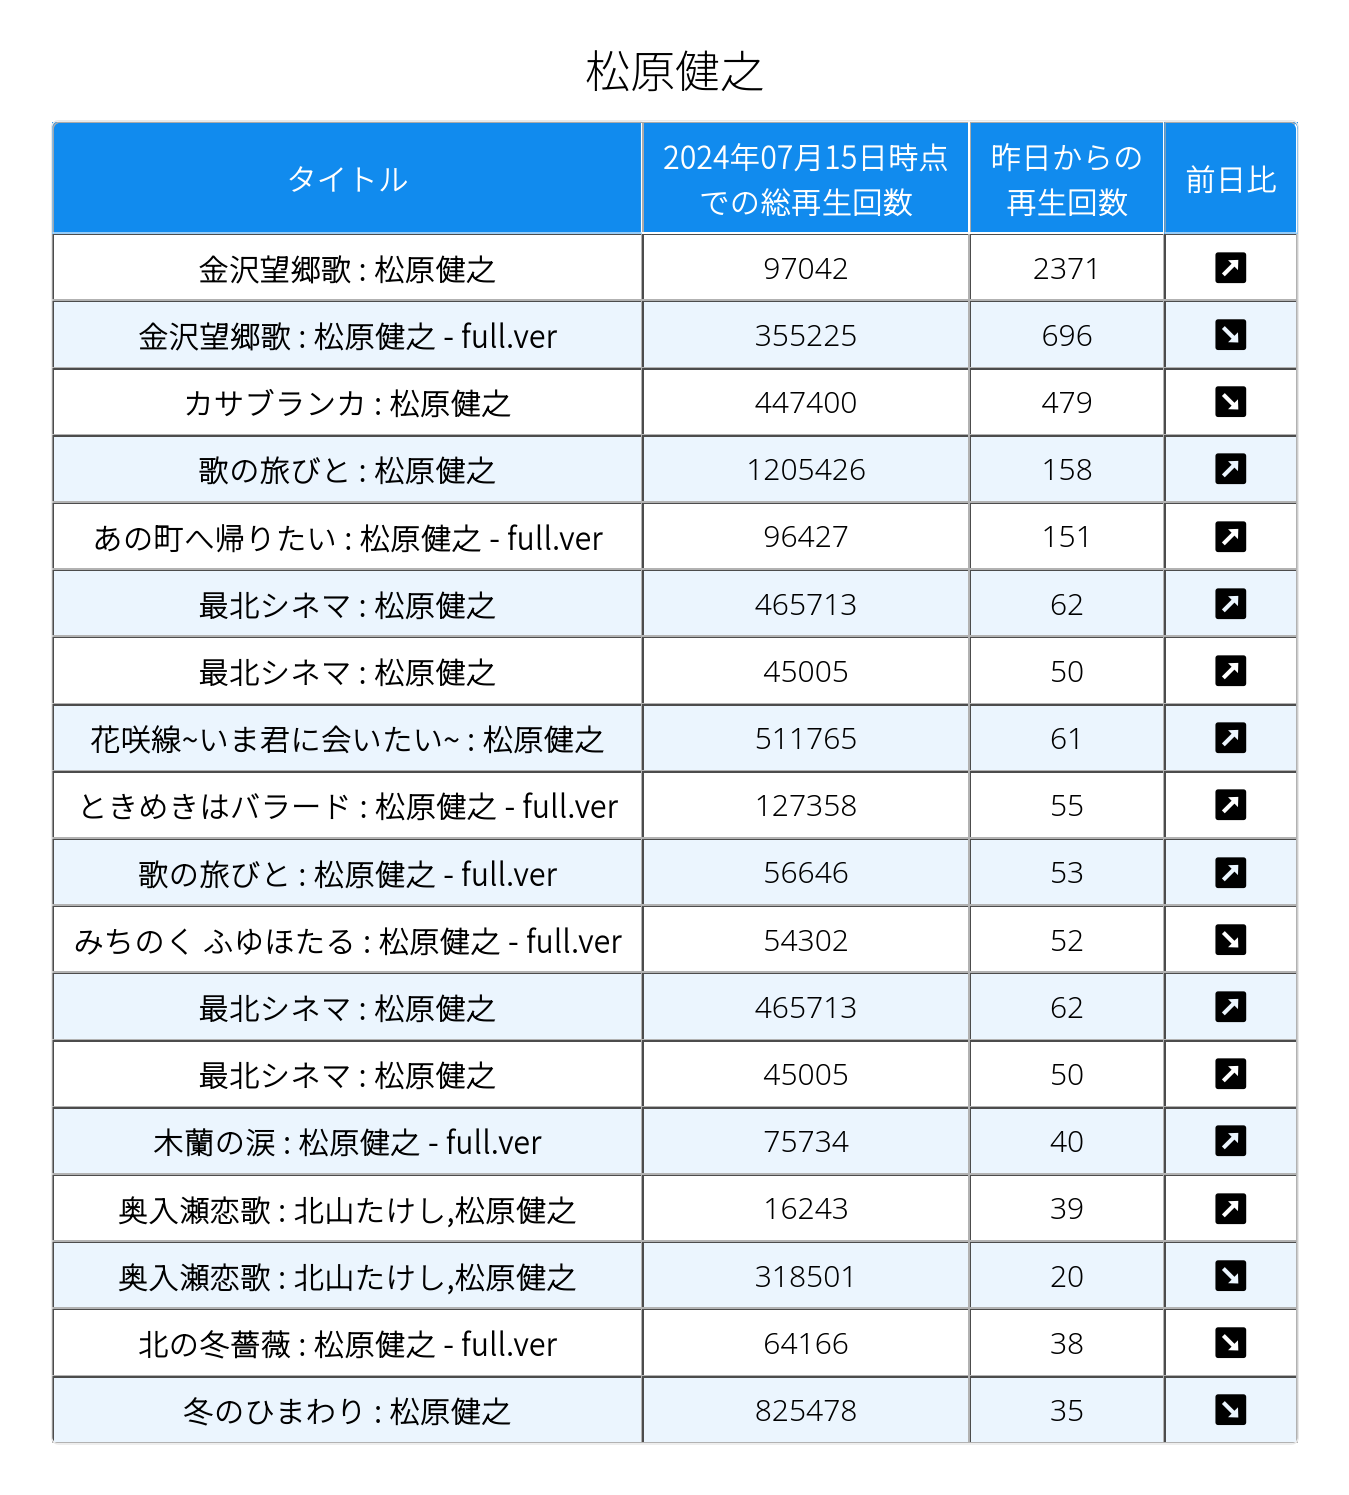 松原健之
タイトル 2024年07月15日時点での総再生回数 昨日からの再生回数 前日比
金沢望郷歌 : 松原健之 97042 2371 ↗
金沢望郷歌 : 松原健之 - full.ver 355225 696 ↘
カサブランカ : 松原健之 447400 479 ↘
歌の旅びと : 松原健之 1205426 158 ↗
あの町へ帰りたい : 松原健之 - full.ver 96427 151 ↗
最北シネマ : 松原健之 465713 62 ↗
最北シネマ : 松原健之 45005 50 ↗
花咲線~いま君に会いたい~ : 松原健之 511765 61 ↗
ときめきはバラード : 松原健之 - full.ver 127358 55 ↗
歌の旅びと : 松原健之 - full.ver 56646 53 ↗
みちのく ふゆほたる : 松原健之 - full.ver 54302 52 ↘
最北シネマ : 松原健之 465713 62 ↗
最北シネマ : 松原健之 45005 50 ↗
木蘭の涙 : 松原健之 - full.ver 75734 40 ↗
奥入瀬恋歌 : 北山たけし,松原健之 16243 39 ↗
奥入瀬恋歌 : 北山たけし,松原健之 318501 20 ↘
北の冬薔薇 : 松原健之 - full.ver 64166 38 ↘
冬のひまわり : 松原健之 825478 35 ↘